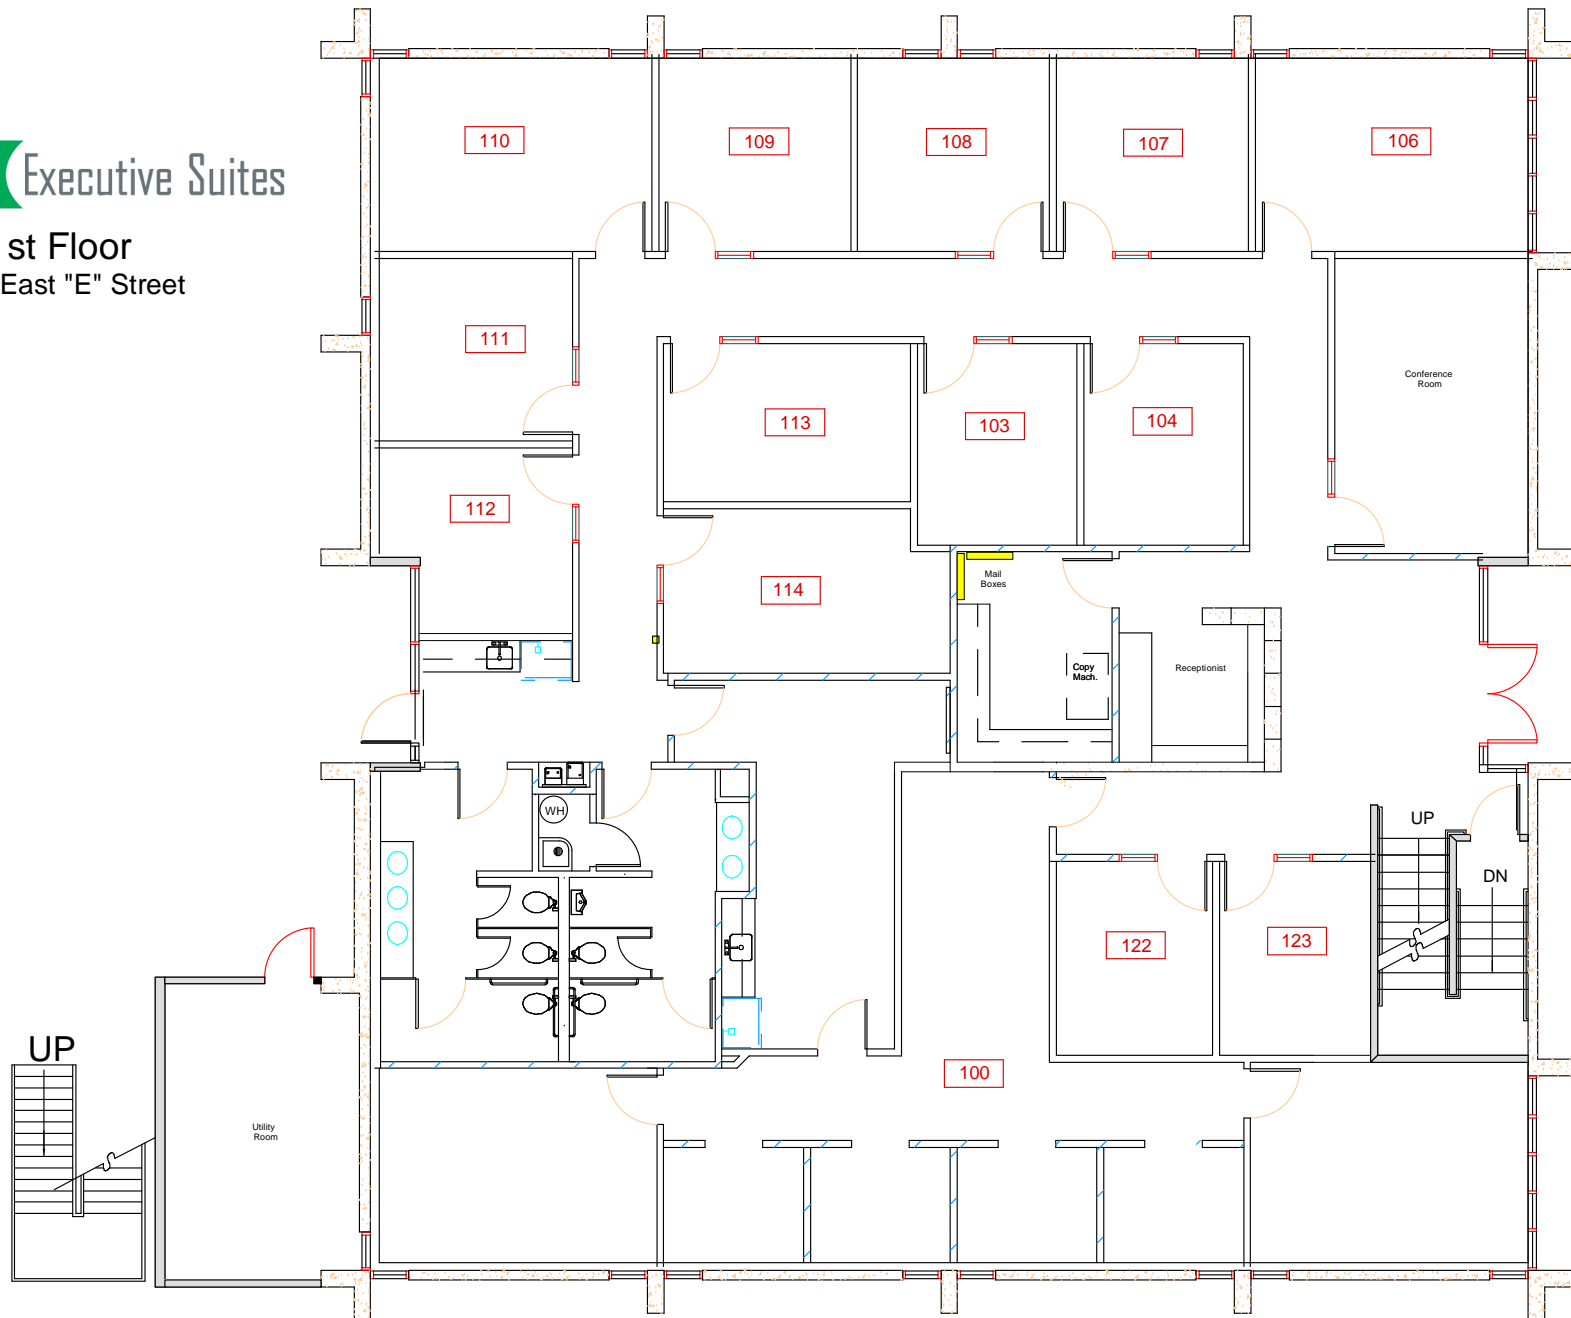 Executive Suites
st Floor
East "E" Street
110
109
108
107
106
111
Conference
Room
113
103
104
112
Mail
Boxes
114
Copy
Mach.
Receptionist
WH
UP
DN
122
123
UP
100
Utility
Room